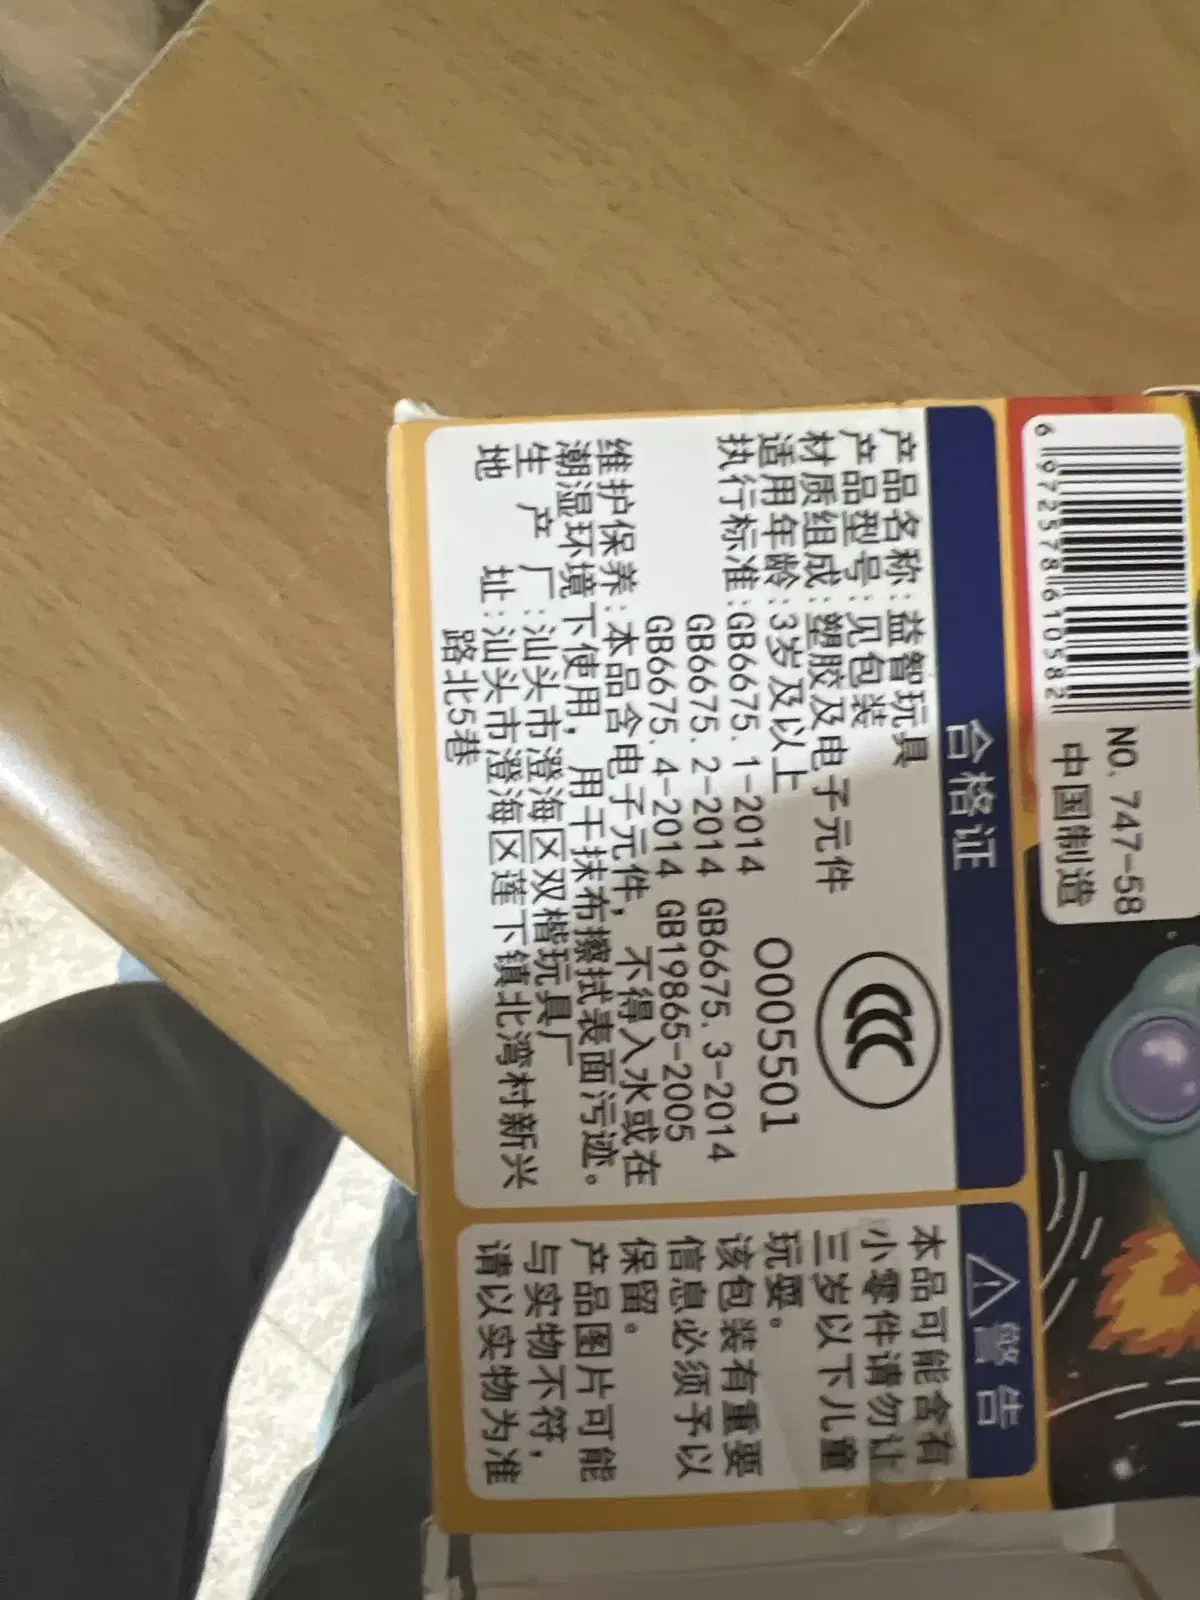 6 972578 610582
NO. 747-58
中国制造
合格证
产品名称:益智玩具
产品型号:见包装
材质组成:塑胶及电子元件
适用年龄:3岁及以上
执行标准:GB6675.1-2014
GB6675.2-2014 GB6675.3-2014
GB6675.4-2014 GB19865-2005
CCC
O005501
维护保养:本品含电子元件，不得入水或在
潮湿环境下使用，用干抹布擦拭表面污迹。
生产厂:汕头市澄海区双楷玩具厂
地址:汕头市澄海区莲下镇北湾村新兴
路北5巷
警告
本品可能含有
小零件请勿让
三岁以下儿童
玩耍。
该包装有重要
信息必须予以
保留。
产品图片可能
与实物不符，
请以实物为准